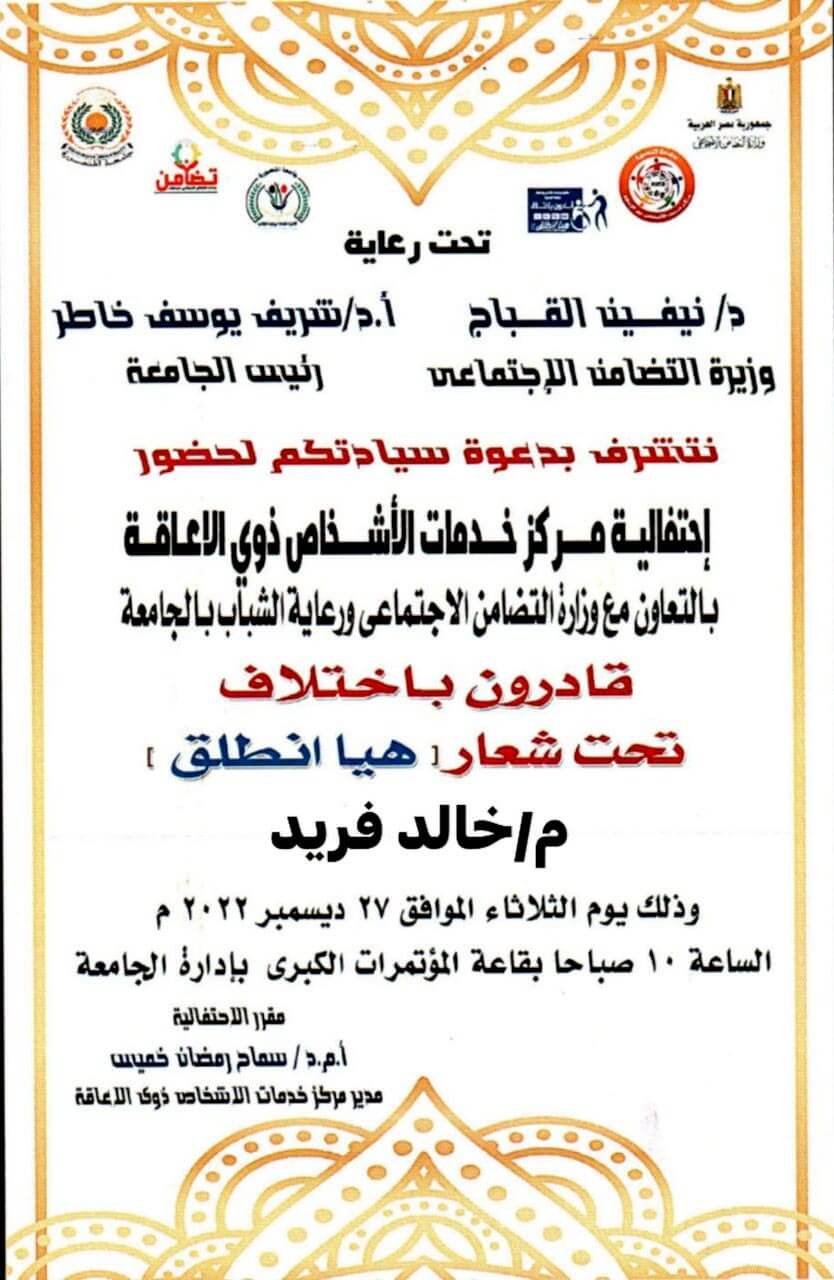 جمهورية مصر العربية
وزارة التضامن الاجتماعي
تضامن
تحت رعاية
د/ نيفين القباج
أ.د/شريف يوسف خاطر
وزيرة التضامن الإجتماعى
رئيس الجامعة
نتشرف بدعوة سيادتكم لحضور
إحتفالية مركز خدمات الأشخاص ذوي الاعاقة
بالتعاون مع وزارة التضامن الاجتماعى ورعاية الشباب بالجامعة
قادرون باختلاف
تحت شعار [ هيا انطلق ]
م/خالد فريد
وذلك يوم الثلاثاء الموافق ٢٧ ديسمبر ٢٠٢٢ م
الساعة ١٠ صباحا بقاعة المؤتمرات الكبرى بإدارة الجامعة
مقرر الاحتفالية
أ.م.د / سماح رمضان خميس
مدير مركز خدمات الاشخاص ذوى الاعاقة